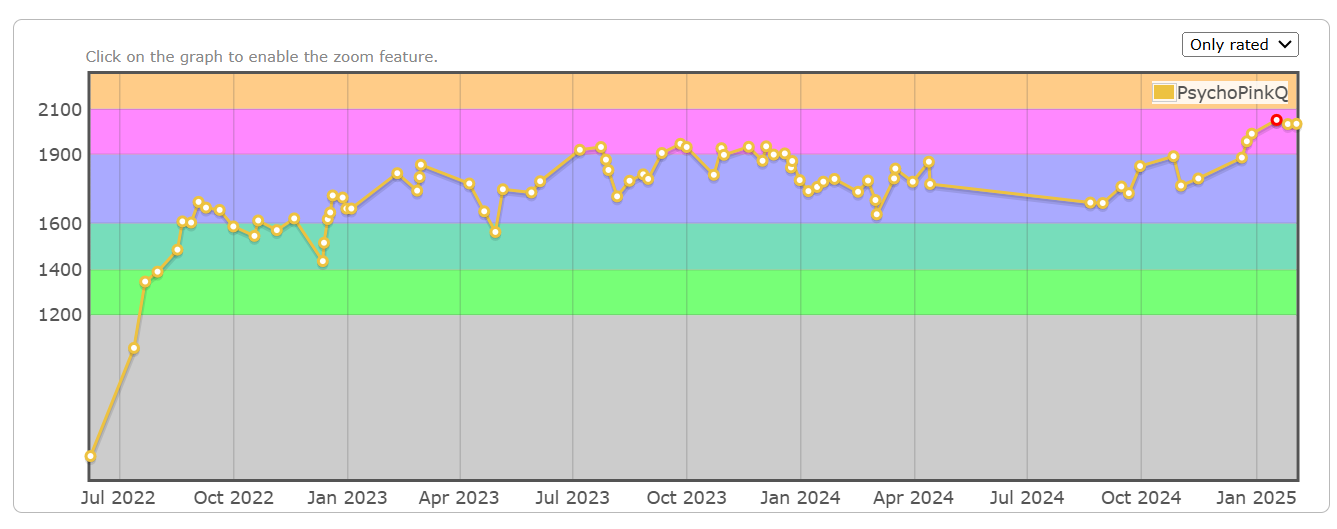 Only rated
Click on the graph to enable the zoom feature.
PsychoPinkQ
2100
1900
1600
1400
1200
Jul 2022 Oct 2022 Jan 2023 Apr 2023 Jul 2023 Oct 2023 Jan 2024 Apr 2024 Jul 2024 Oct 2024 Jan 2025